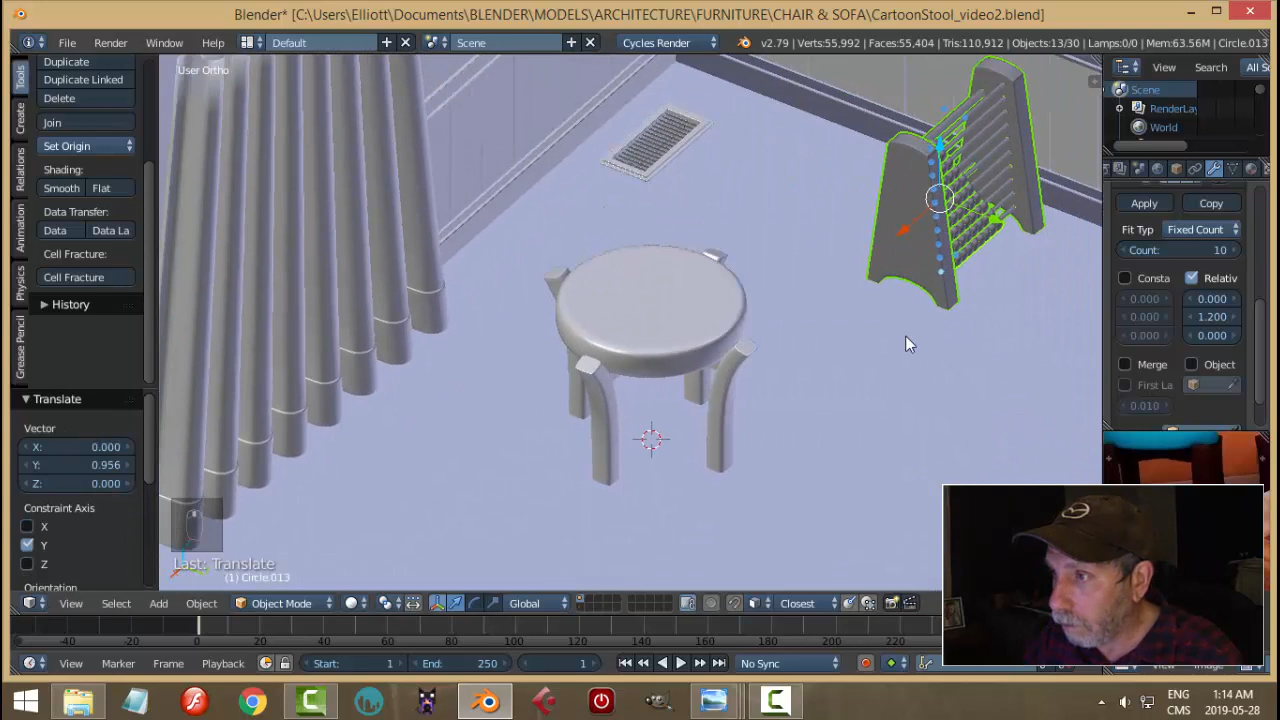 Blender* [C:\Users\Elliott\Documents\BLENDER\MODELS\ARCHITECTURE\FURNITURE\CHAIR & SOFA\CartoonStool_video2.blend]
File Render Window Help Default Scene Cycles Render v2.79 | Verts:55,992 | Faces:55,404 | Tris:110,912 | Objects:13/30 | Lamps:0/0 | Mem:63.56M | Circle.013
Duplicate
Duplicate Linked
Delete
Join
Set Origin
Shading:
Smooth Flat
Data Transfer:
Data Data La
Cell Fracture:
Cell Fracture
History
Tools
Create
Relations
Animation
Physics
Grease Pencil
Translate
Vector
X: 0.000
Y: 0.956
Z: 0.000
Constraint Axis
X
Y
Z
Orientation
User Ortho
Last: Translate
(1) Circle.013
View Search All Sc
Scene
RenderLay
World
Apply Copy
Fit Typ Fixed Count
Count: 10
Consta Relativ
0.000 0.000
0.000 1.200
0.000 0.000
Merge Object
First La
0.010
View Select Add Object Object Mode Global Closest
-40 -20 0 20 40 60 80 100 120 140 160 180 200 220
View Marker Frame Playback Start: 1 End: 250 1 No Sync
ENG
CMS
1:14 AM
2019-05-28